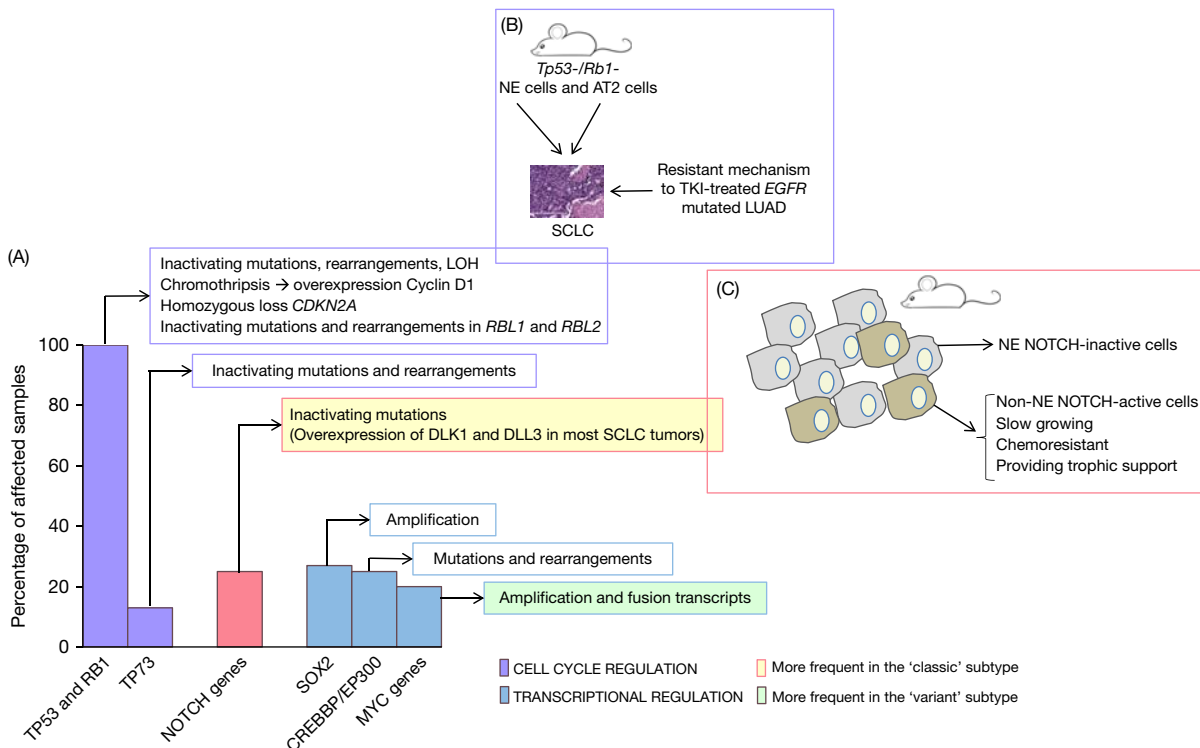 (B)
Tp53-/Rb1-
NE cells and AT2 cells
Resistant mechanism
to TKI-treated EGFR
mutated LUAD
SCLC
(A)
Inactivating mutations, rearrangements, LOH
Chromothripsis → overexpression Cyclin D1
Homozygous loss CDKN2A
Inactivating mutations and rearrangements in RBL1 and RBL2
Inactivating mutations and rearrangements
Inactivating mutations
(Overexpression of DLK1 and DLL3 in most SCLC tumors)
Amplification
Mutations and rearrangements
Amplification and fusion transcripts
(C)
NE NOTCH-inactive cells
Non-NE NOTCH-active cells
Slow growing
Chemoresistant
Providing trophic support
Percentage of affected samples
100
80
60
40
20
0
TP53 and RB1
TP73
NOTCH genes
SOX2
CREBBP/EP300
MYC genes
CELL CYCLE REGULATION
TRANSCRIPTIONAL REGULATION
More frequent in the ‘classic’ subtype
More frequent in the ‘variant’ subtype